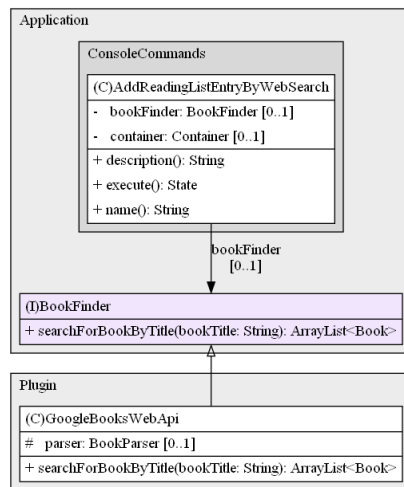 Application
ConsoleCommands
(C)AddReadingListEntryByWebSearch
- bookFinder: BookFinder [0..1]
- container: Container [0..1]
+ description(): String
+ execute(): State
+ name(): String
bookFinder
[0..1]
(I)BookFinder
+ searchForBookByTitle(bookTitle: String): ArrayList<Book>
Plugin
(C)GoogleBooksWebApi
# parser: BookParser [0..1]
+ searchForBookByTitle(bookTitle: String): ArrayList<Book>